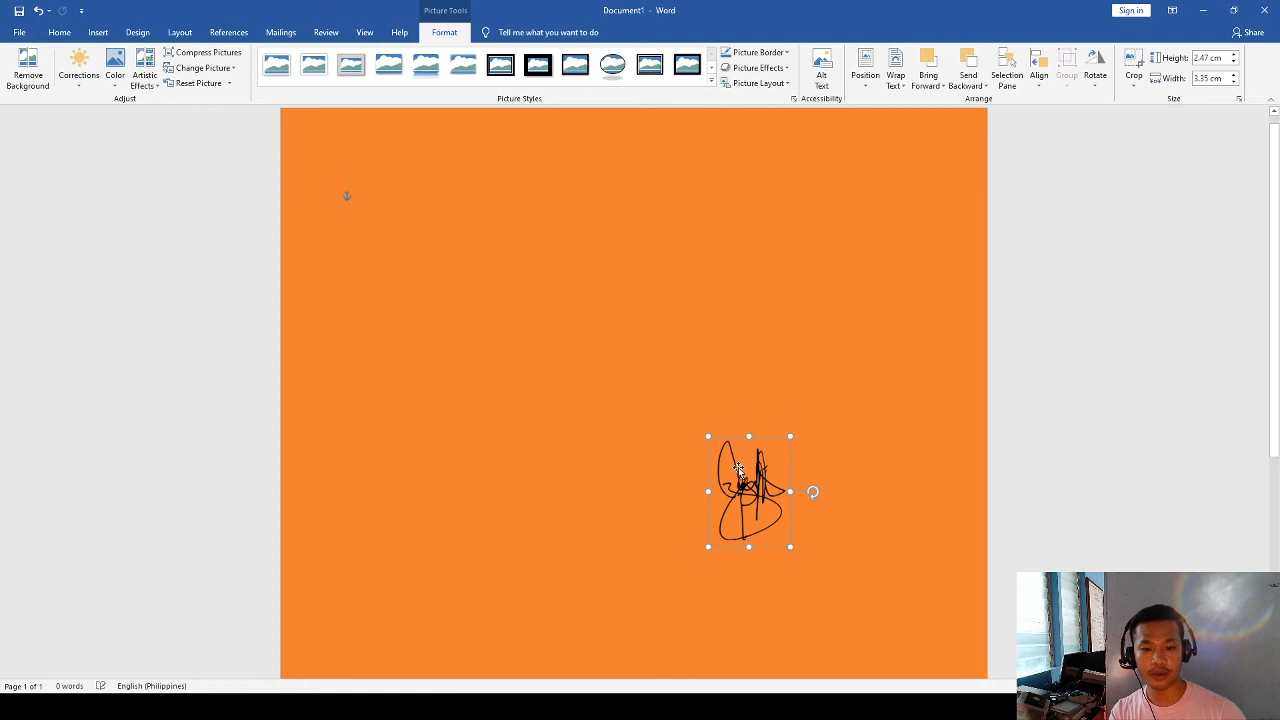 Picture Tools
Document1 - Word
Sign in
File Home Insert Design Layout References Mailings Review View Help Format Tell me what you want to do Share
Remove Background
Corrections
Color
Artistic Effects
Compress Pictures
Change Picture
Reset Picture
Adjust
Picture Styles
Picture Border
Picture Effects
Picture Layout
Alt Text
Accessibility
Position
Wrap Text
Bring Forward
Send Backward
Selection Pane
Align
Group
Rotate
Arrange
Crop
Height: 2.47 cm
Width: 3.35 cm
Size
Page 1 of 1 0 words English (Philippines)